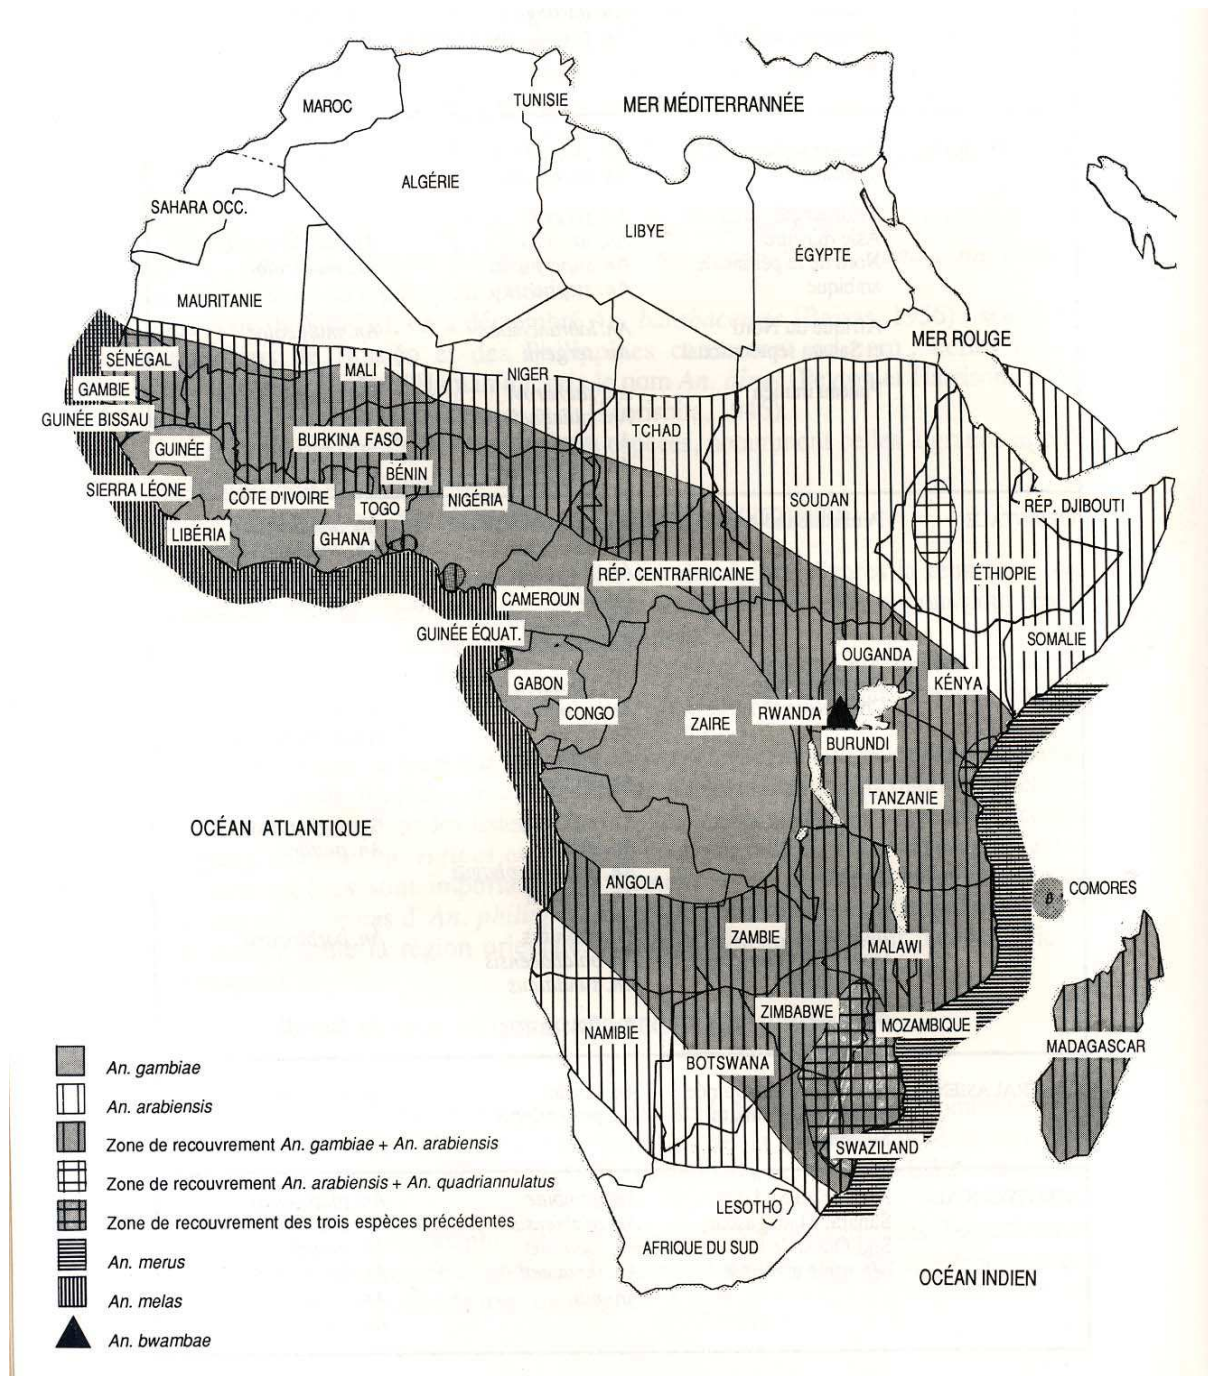 MAROC
TUNISIE
MER MÉDITERRANNÉE
ALGÉRIE
SAHARA OCC.
LIBYE
ÉGYPTE
MAURITANIE
MER ROUGE
SÉNÉGAL
MALI
NIGER
GAMBIE
GUINÉE BISSAU
TCHAD
GUINÉE
BURKINA FASO
BÉNIN
SIERRA LÉONE
CÔTE D'IVOIRE
NIGÉRIA
SOUDAN
RÉP. DJIBOUTI
TOGO
LIBÉRIA
GHANA
RÉP. CENTRAFRICAINE
ÉTHIOPIE
CAMEROUN
GUINÉE ÉQUAT.
SOMALIE
OUGANDA
GABON
KÉNYA
CONGO
ZAIRE
RWANDA
BURUNDI
TANZANIE
OCÉAN ATLANTIQUE
ANGOLA
COMORES
ZAMBIE
MALAWI
ZIMBABWE
MOZAMBIQUE
NAMIBIE
MADAGASCAR
BOTSWANA
SWAZILAND
LESOTHO
AFRIQUE DU SUD
OCÉAN INDIEN
An. gambiae
An. arabiensis
Zone de recouvrement An. gambiae + An. arabiensis
Zone de recouvrement An. arabiensis + An. quadriannulatus
Zone de recouvrement des trois espèces précédentes
An. merus
An. melas
An. bwambae